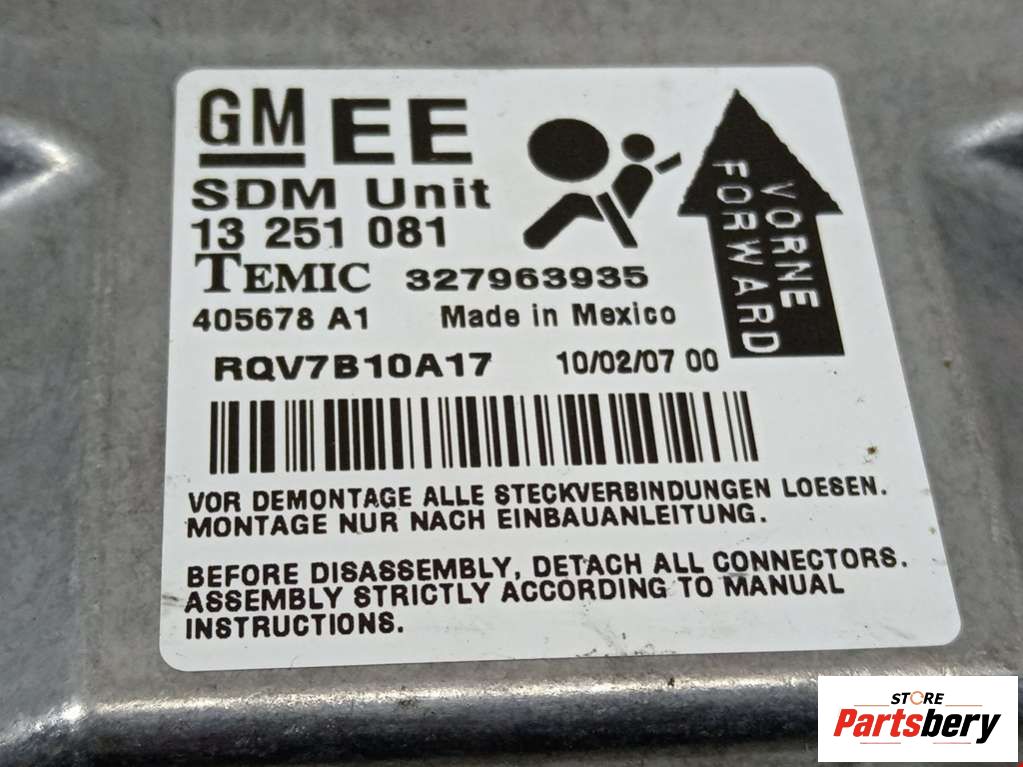 GM EE
SDM Unit
13 251 081
TEMIC 327963935
405678 A1 Made in Mexico
RQV7B10A17 10/02/07 00
VORNE
FORWARD
VOR DEMONTAGE ALLE STECKVERBINDUNGEN LOESEN.
MONTAGE NUR NACH EINBAUANLEITUNG.
BEFORE DISASSEMBLY, DETACH ALL CONNECTORS.
ASSEMBLY STRICTLY ACCORDING TO MANUAL
INSTRUCTIONS.
STORE
Partsbery